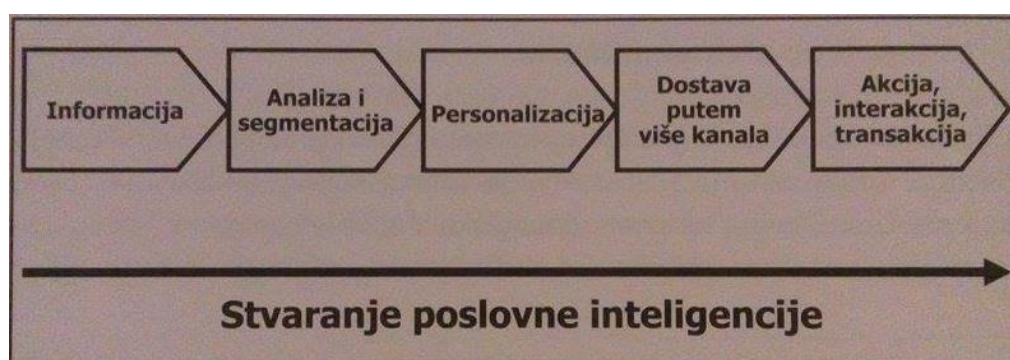 Informacija
Analiza i
segmentacija
Personalizacija
Dostava
putem
više kanala
Akcija,
interakcija,
transakcija
Stvaranje poslovne inteligencije